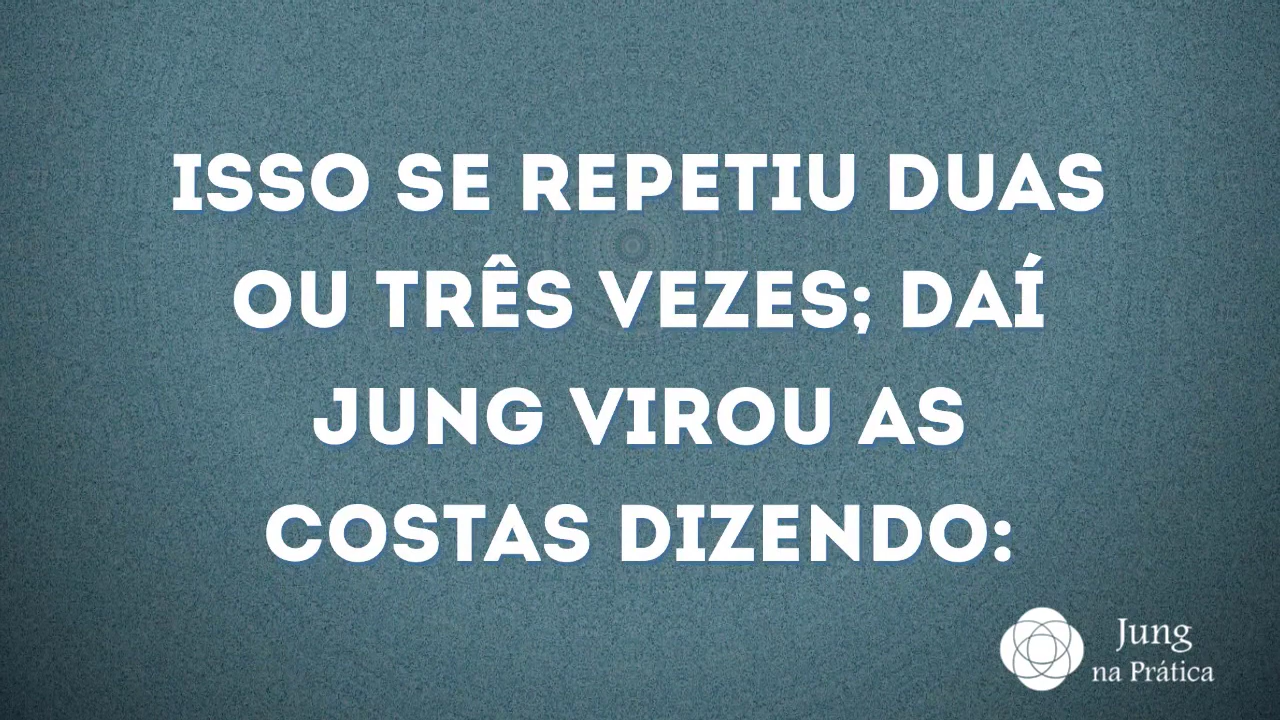 ISSO SE REPETIU DUAS
OU TRÊS VEZES; DAÍ
JUNG VIROU AS
COSTAS DIZENDO:
Jung
na Prática